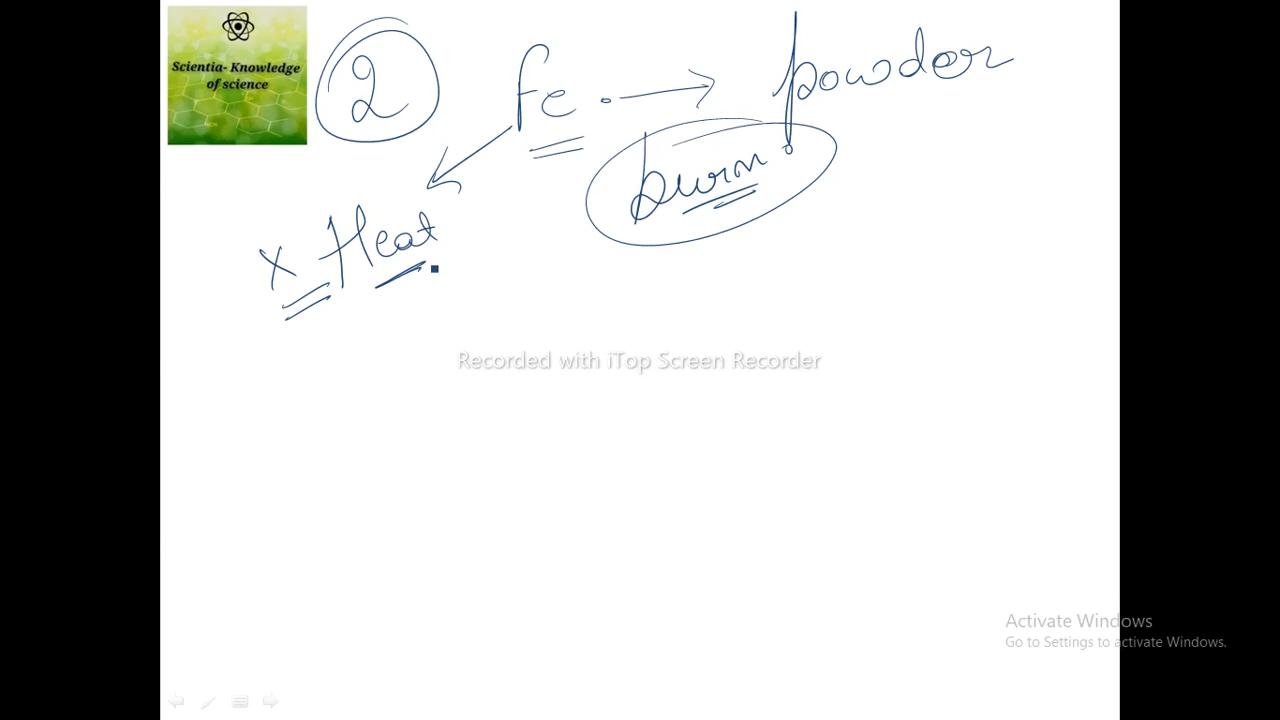 Scientia- Knowledge
of science
2
Fe → powder
burn
x Heat
Recorded with iTop Screen Recorder
Activate Windows
Go to Settings to activate Windows.